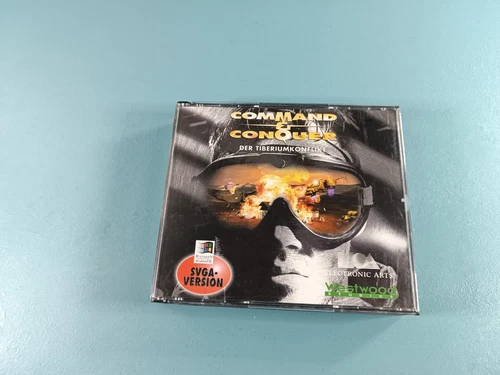 COMMAND
&
CONQUER
DER TIBERIUMKONFLIKT
SVGA-
VERSION
ELECTRONIC ARTS
Westwood